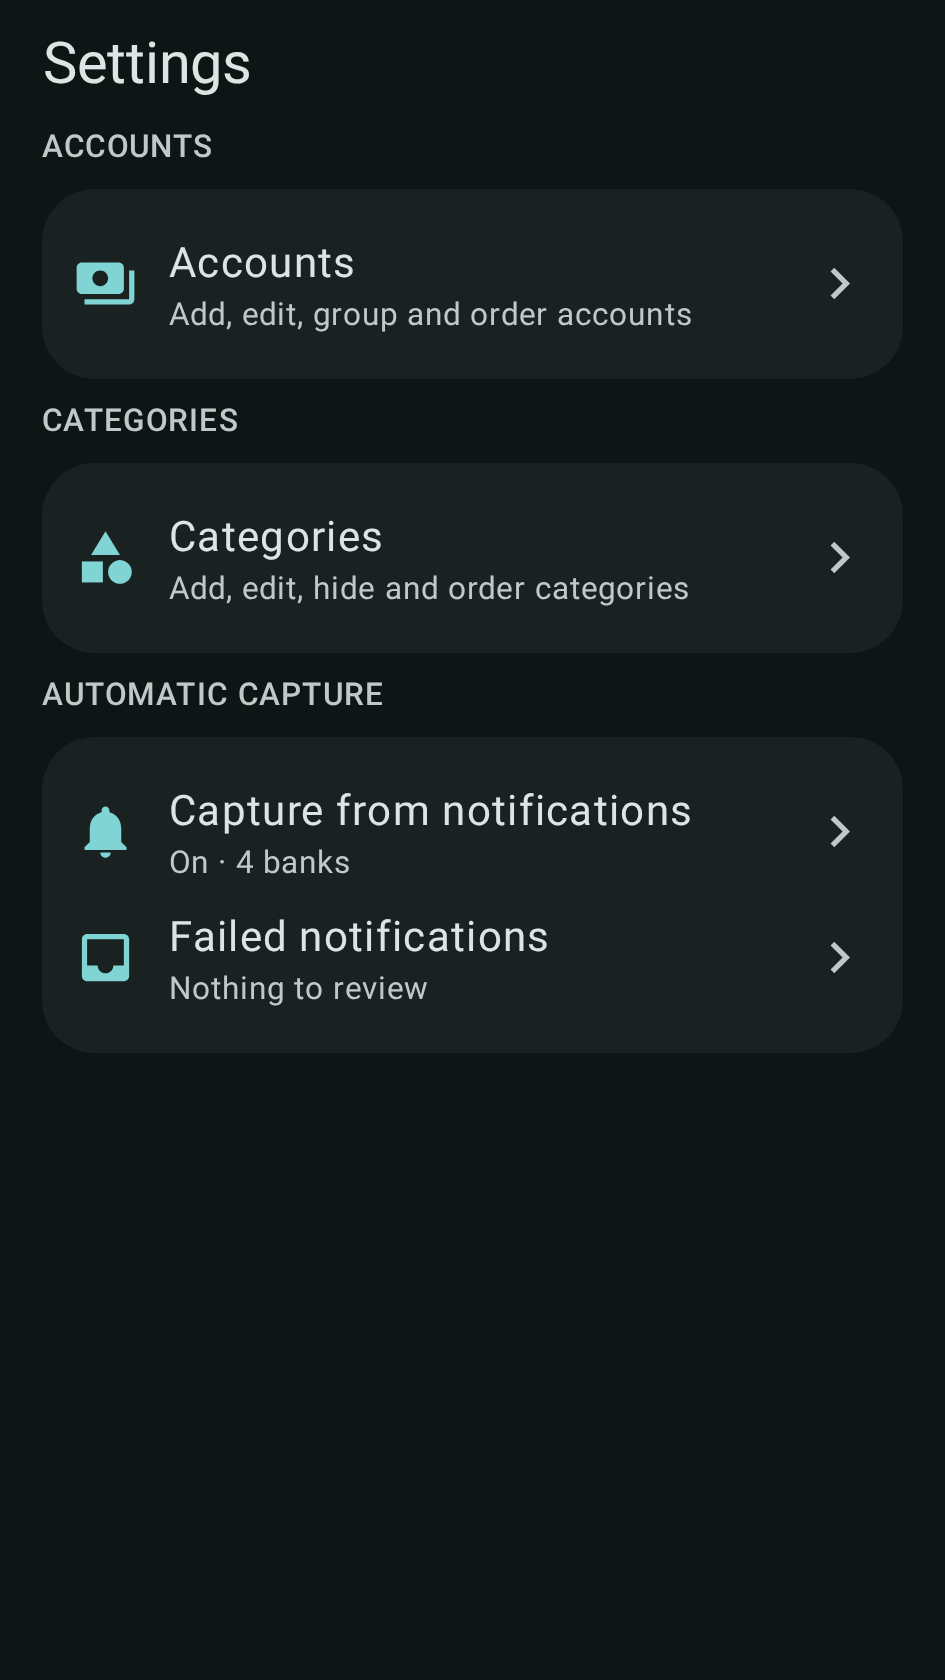 Settings
ACCOUNTS
Accounts
Add, edit, group and order accounts
CATEGORIES
Categories
Add, edit, hide and order categories
AUTOMATIC CAPTURE
Capture from notifications
On · 4 banks
Failed notifications
Nothing to review